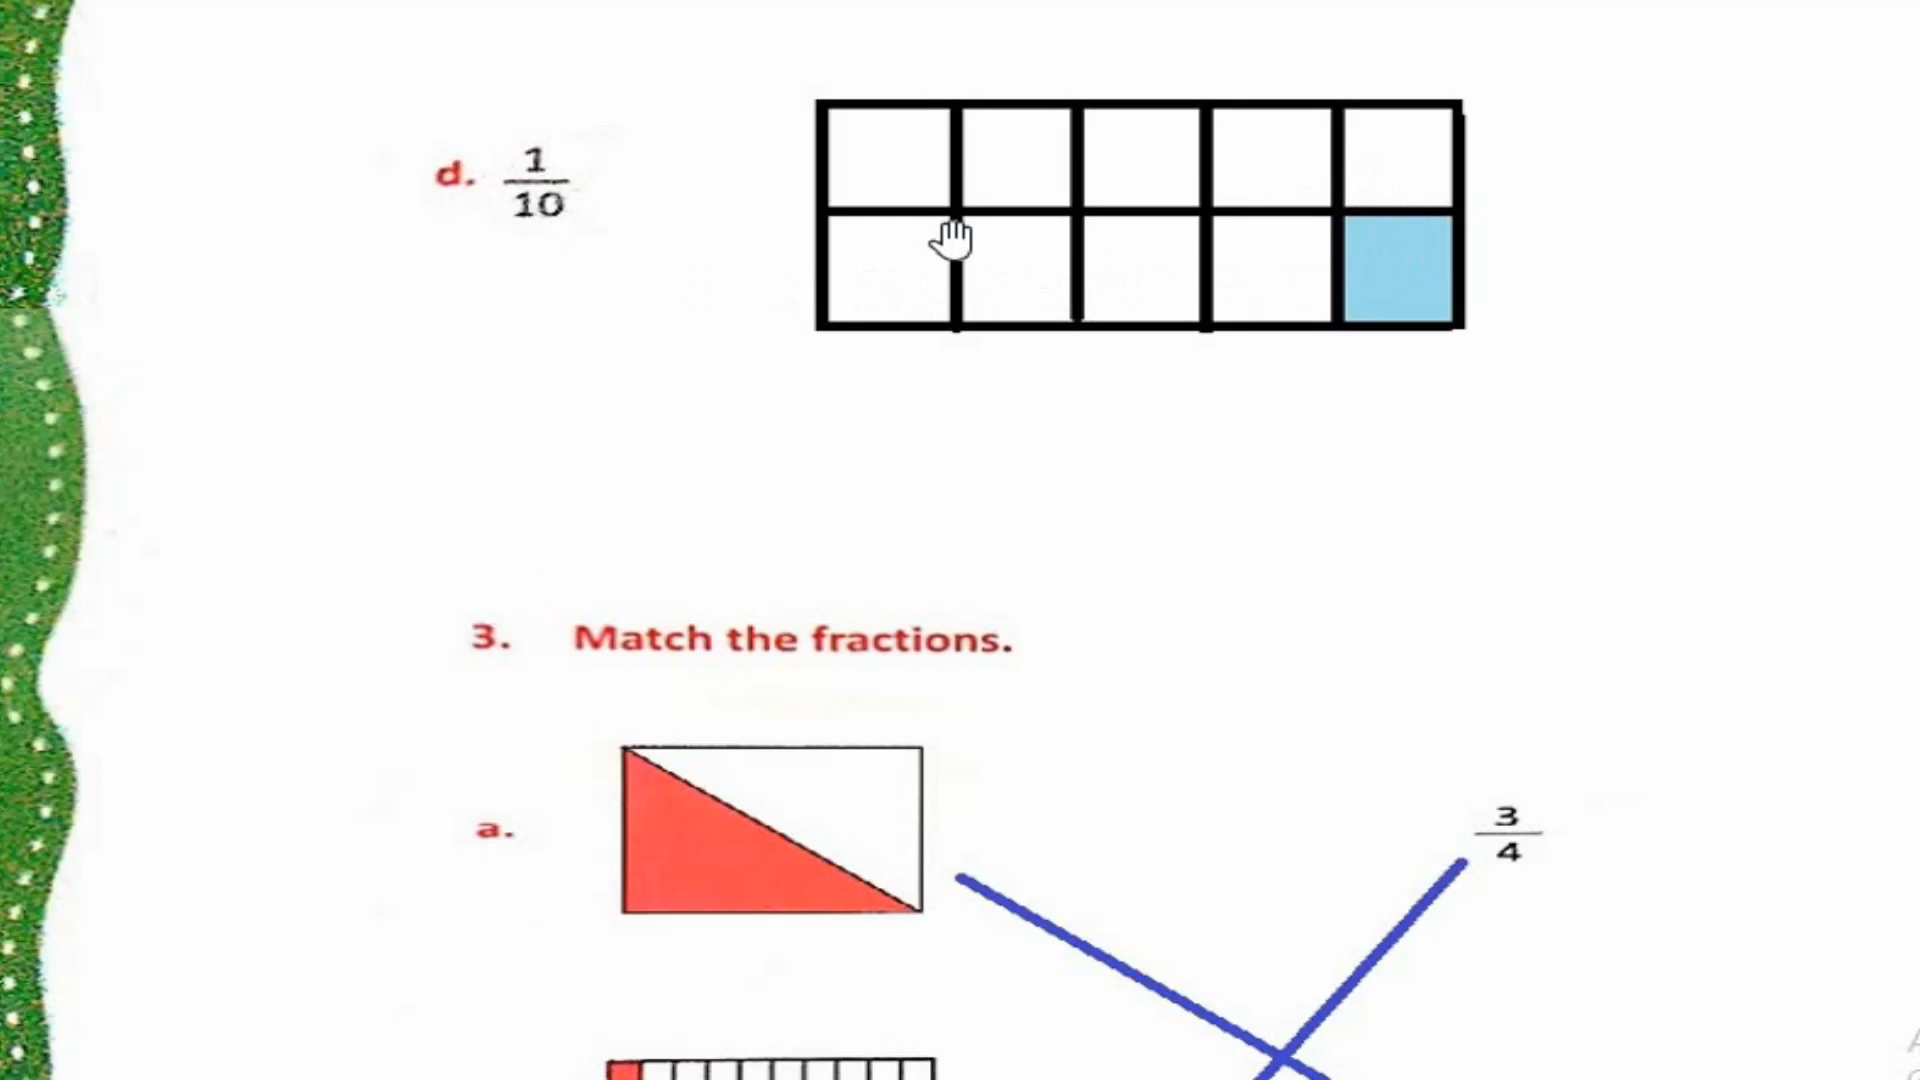 d. 1/10
3. Match the fractions.
a.
3/4